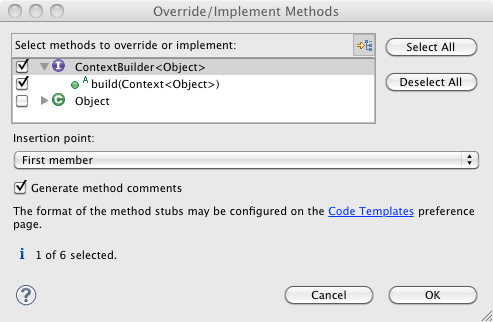 Override/Implement Methods
Select methods to override or implement:
Select All
I ContextBuilder<Object>
A build(Context<Object>)
Deselect All
C Object
Insertion point:
First member
Generate method comments
The format of the method stubs may be configured on the Code Templates preference
page.
i 1 of 6 selected.
?
Cancel
OK